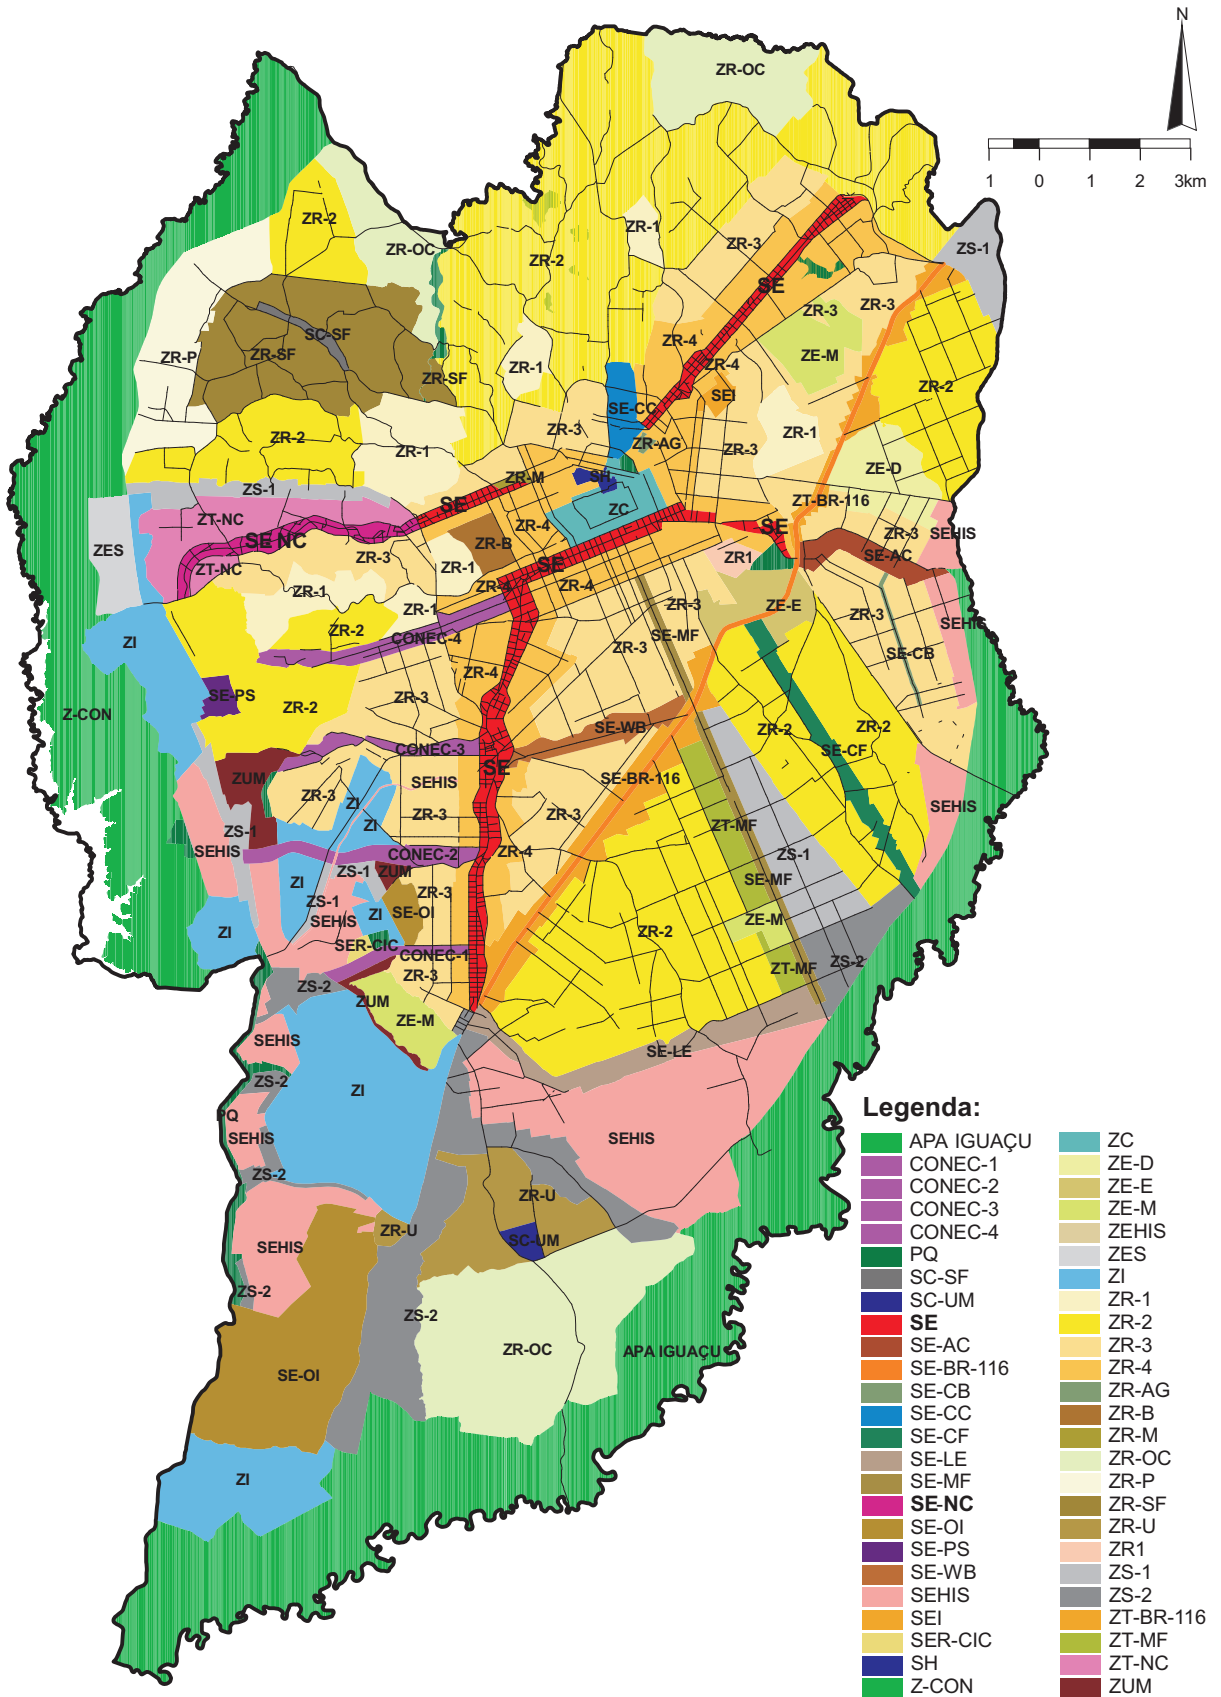 N
ZR-OC
1 0 1 2 3km
ZR-2
ZR-1
ZR-OC
ZR-3
ZS-1
ZR-2
SE
ZR-3
ZR-3
SC-SF
ZR-4
ZR-P
ZR-SF
ZE-M
ZR-4
ZR-1
ZR-SF
ZR-2
SEI
SE-CC
ZR-3
ZR-1
ZR-2
ZR-AG
ZR-3
ZR-1
ZE-D
ZR-M
SH
ZS-1
ZT-BR-116
SE
ZC
ZT-NC
ZR-4
SE
ZR-3
SEHIS
SE NC
ZR-B
ZES
ZR-3
SE-AC
ZR1
SE
ZT-NC
ZR-1
ZR-4
ZR-4
ZR-1
ZR-3
ZE-E
ZR-1
ZR-3
SEHIS
ZR-2
CONEC-4
SE-MF
ZI
ZR-3
SE-CB
ZR-4
SE-PS
ZR-3
ZR-2
Z-CON
SE-WB
ZR-2
ZR-2
CONEC-3
SE-CF
SE
ZUM
SEHIS
SE-BR-116
ZR-3
ZI
SEHIS
ZR-3
ZR-3
ZI
ZT-MF
ZS-1
SEHIS
CONEC-2
ZR-4
ZS-1
ZS-1
ZUM
ZI
SE-MF
ZR-3
ZS-1
SE-OI
ZI
SEHIS
ZE-M
ZI
ZR-2
SER-CIC
CONEC-1
ZS-2
ZT-MF
ZR-3
ZS-2
ZUM
ZE-M
SEHIS
SE-LE
ZS-2
ZI
PQ
SEHIS
SEHIS
ZS-2
ZR-U
ZR-U
SC-UM
SEHIS
ZS-2
ZS-2
ZR-OC
APA IGUAÇU
SE-OI
ZI
Legenda:
APA IGUAÇU
CONEC-1
CONEC-2
CONEC-3
CONEC-4
PQ
SC-SF
SC-UM
SE
SE-AC
SE-BR-116
SE-CB
SE-CC
SE-CF
SE-LE
SE-MF
SE-NC
SE-OI
SE-PS
SE-WB
SEHIS
SEI
SER-CIC
SH
Z-CON
ZC
ZE-D
ZE-E
ZE-M
ZEHIS
ZES
ZI
ZR-1
ZR-2
ZR-3
ZR-4
ZR-AG
ZR-B
ZR-M
ZR-OC
ZR-P
ZR-SF
ZR-U
ZR1
ZS-1
ZS-2
ZT-BR-116
ZT-MF
ZT-NC
ZUM